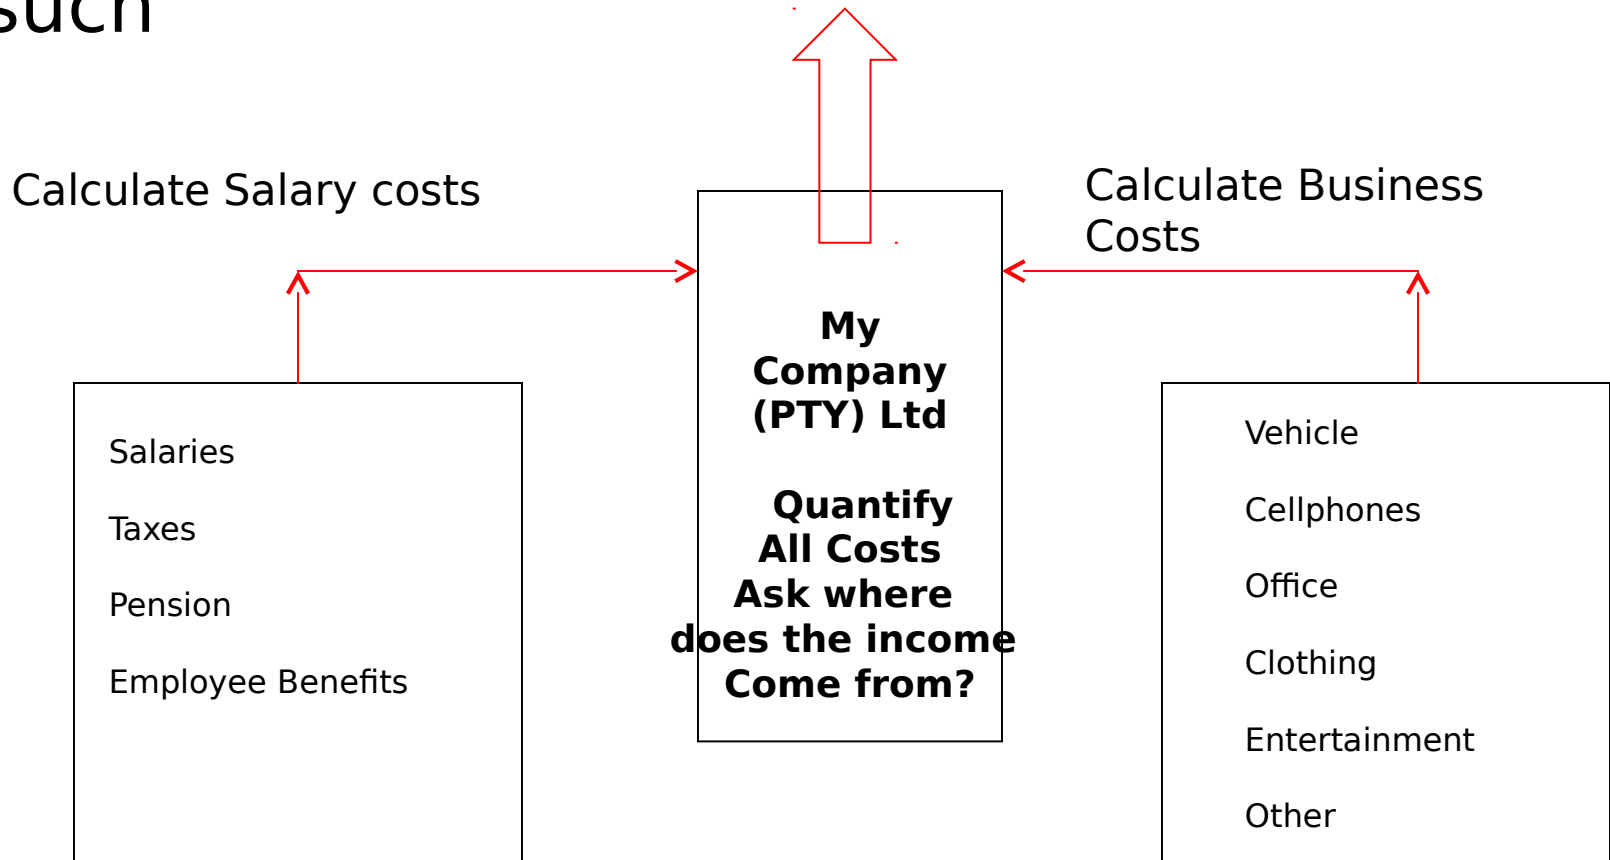 such
Calculate Salary costs
Calculate Business
Costs
My
Company
(PTY) Ltd
Quantify
All Costs
Ask where
does the income
Come from?
Salaries
Taxes
Pension
Employee Benefits
Vehicle
Cellphones
Office
Clothing
Entertainment
Other